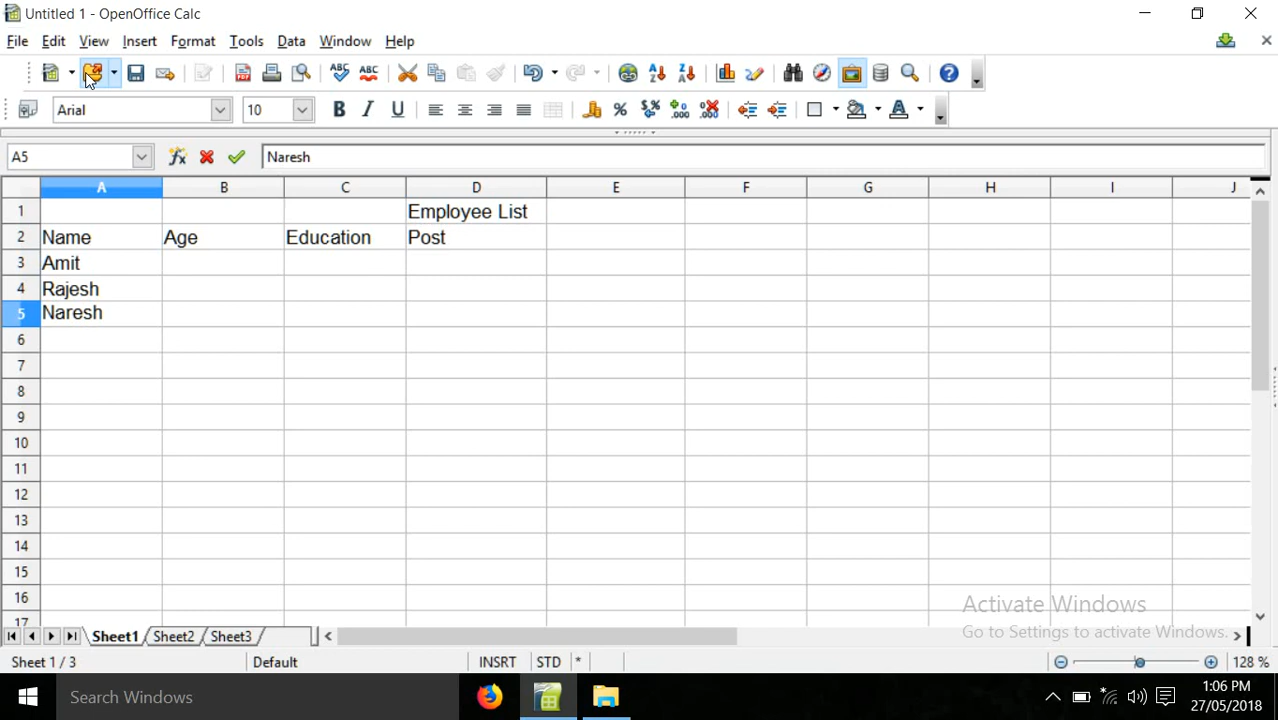 Untitled 1 - OpenOffice Calc
File Edit View Insert Format Tools Data Window Help
Arial 10
A5 Naresh
A B C D E F G H I J
1 Employee List
2 Name Age Education Post
3 Amit
4 Rajesh
5 Naresh
6
7
8
9
10
11
12
13
14
15
16
17
Activate Windows
Go to Settings to activate Windows.
Sheet1 Sheet2 Sheet3
Sheet 1 / 3 Default INSRT STD * 128 %
Search Windows
1:06 PM
27/05/2018